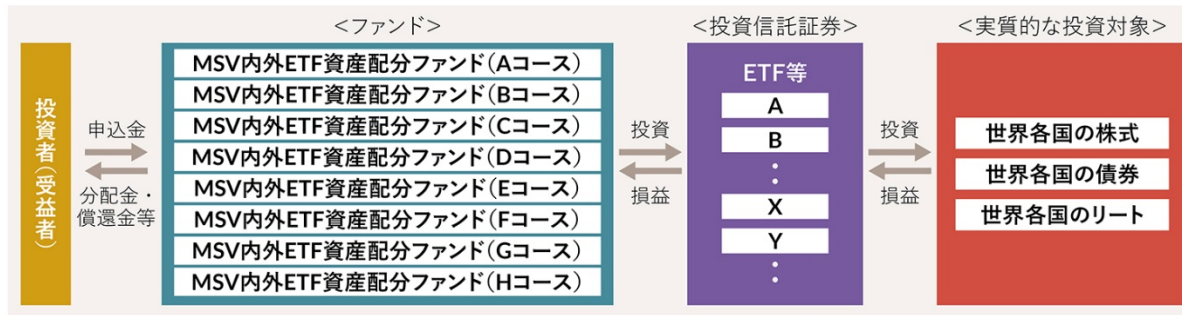 <ファンド>
<投資信託証券>
<実質的な投資対象>
投資者(受益者)
申込金
分配金・
償還金等
MSV内外ETF資産配分ファンド(Aコース)
MSV内外ETF資産配分ファンド(Bコース)
MSV内外ETF資産配分ファンド(Cコース)
MSV内外ETF資産配分ファンド(Dコース)
MSV内外ETF資産配分ファンド(Eコース)
MSV内外ETF資産配分ファンド(Fコース)
MSV内外ETF資産配分ファンド(Gコース)
MSV内外ETF資産配分ファンド(Hコース)
投資
損益
ETF等
A
B
・
・
X
Y
・
・
投資
損益
世界各国の株式
世界各国の債券
世界各国のリート